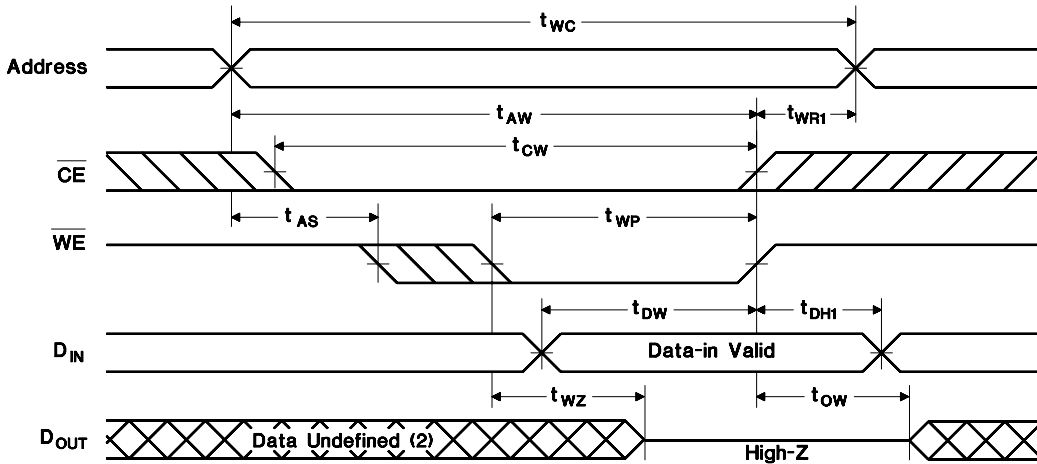 tWC
Address
tAW
tWR1
tCW
CE
tAS
tWP
WE
tDW
tDH1
DIN
Data-in Valid
tWZ
tOW
DOUT
Data Undefined (2)
High-Z